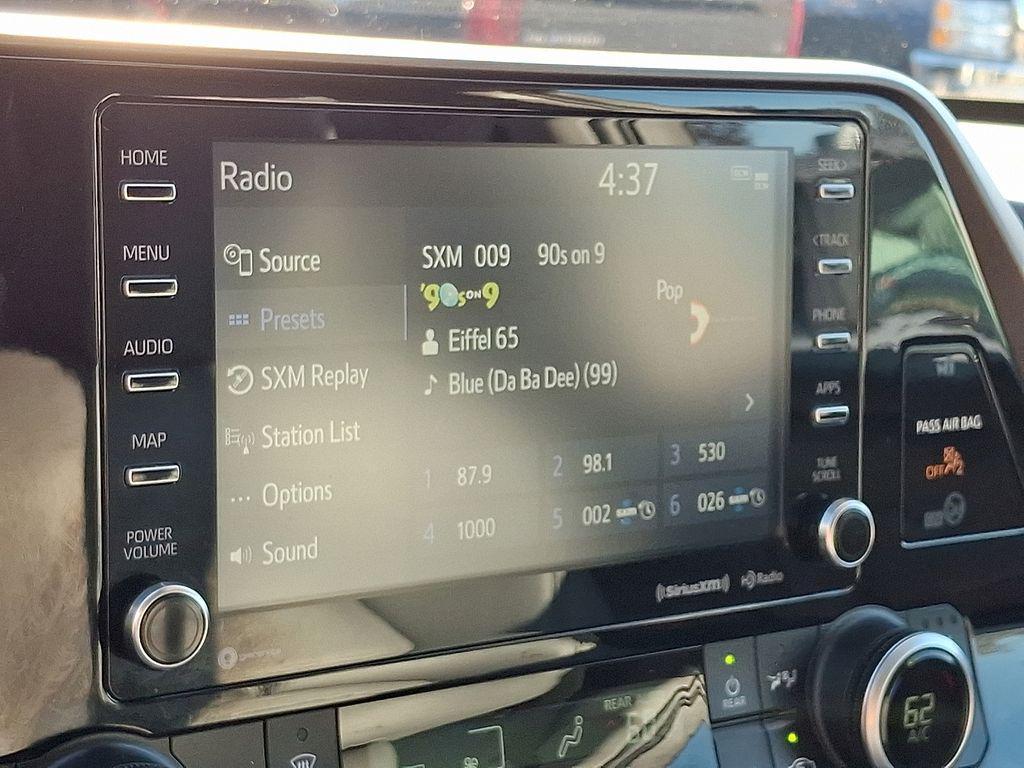 HOME
MENU
AUDIO
MAP
POWER
VOLUME
Radio
4:37
Source
Presets
SXM Replay
Station List
Options
Sound
SXM 009 90s on 9
'90s ON 9
Pop
Eiffel 65
Blue (Da Ba Dee) (99)
1 87.9
2 98.1
3 530
4 1000
5 002
6 026
SEEK>
<TRACK
PHONE
APPS
TUNE
SCROLL
((SiriusXM))
HD Radio
PASS AIR BAG
OFF 2
REAR
REAR
62
A/C